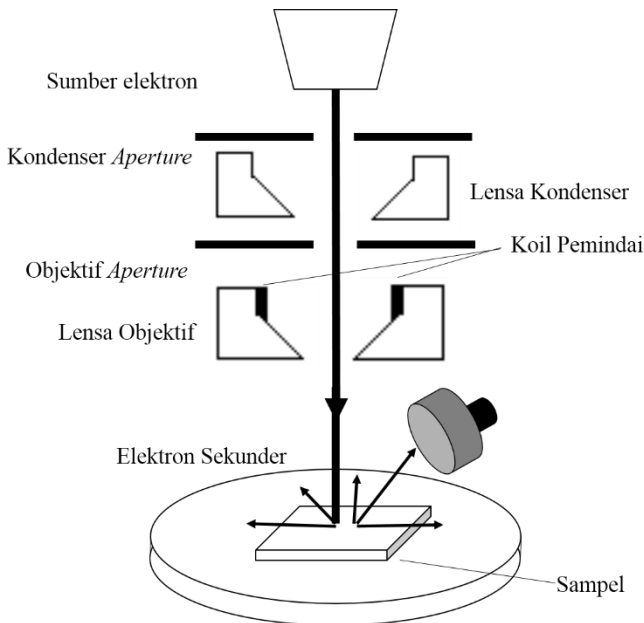 Sumber elektron
Kondenser Aperture
Lensa Kondenser
Koil Pemindai
Objektif Aperture
Lensa Objektif
Elektron Sekunder
Sampel